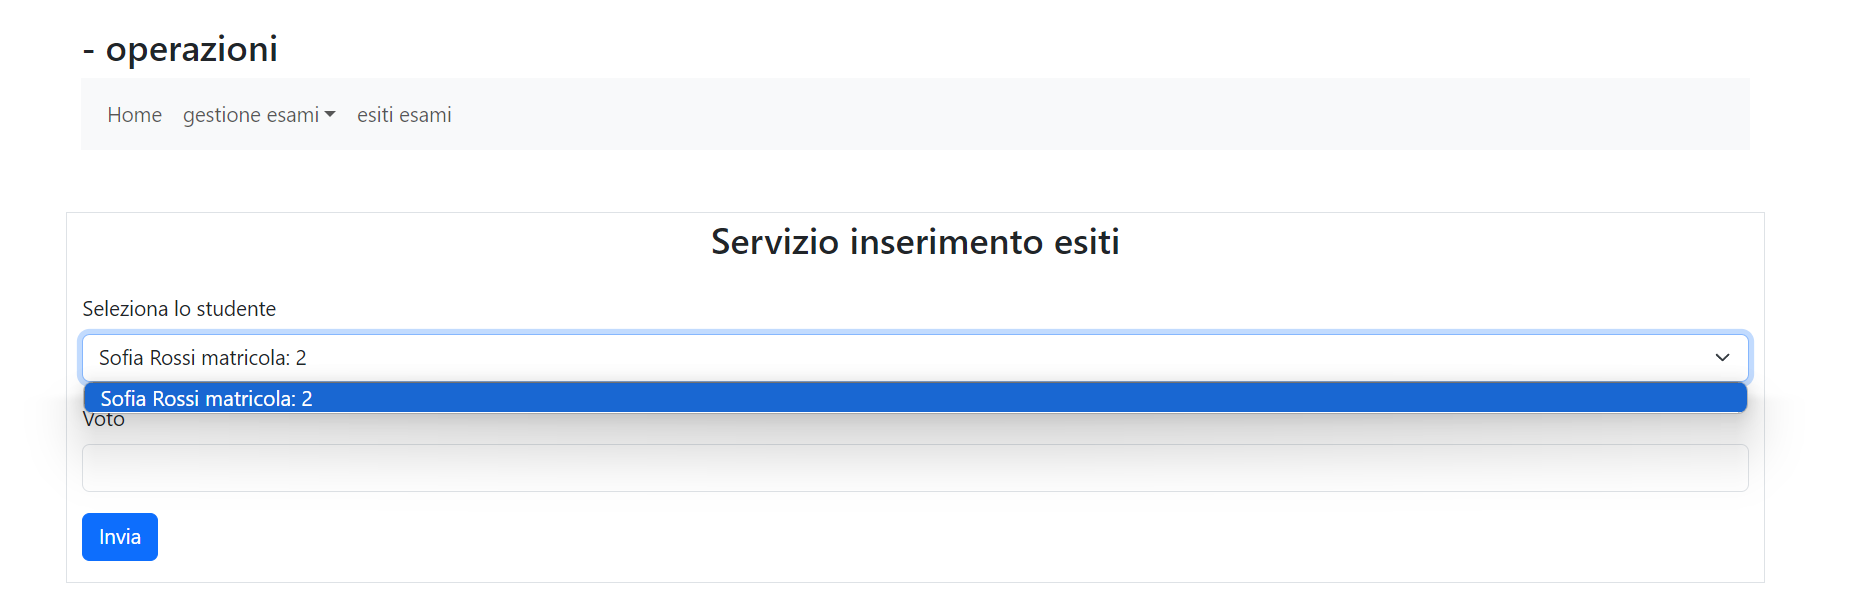 - operazioni
Home gestione esami esiti esami
Servizio inserimento esiti
Seleziona lo studente
Sofia Rossi matricola: 2
Sofia Rossi matricola: 2
Voto
Invia